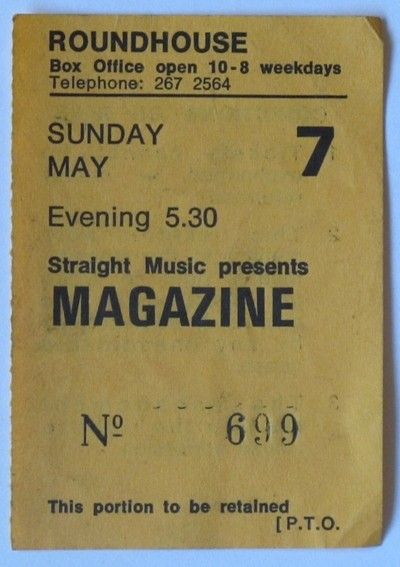 ROUNDHOUSE
Box Office open 10-8 weekdays
Telephone: 267 2564
SUNDAY 7
MAY
Evening 5.30
Straight Music presents
MAGAZINE
Nº 699
This portion to be retained
[P.T.O.